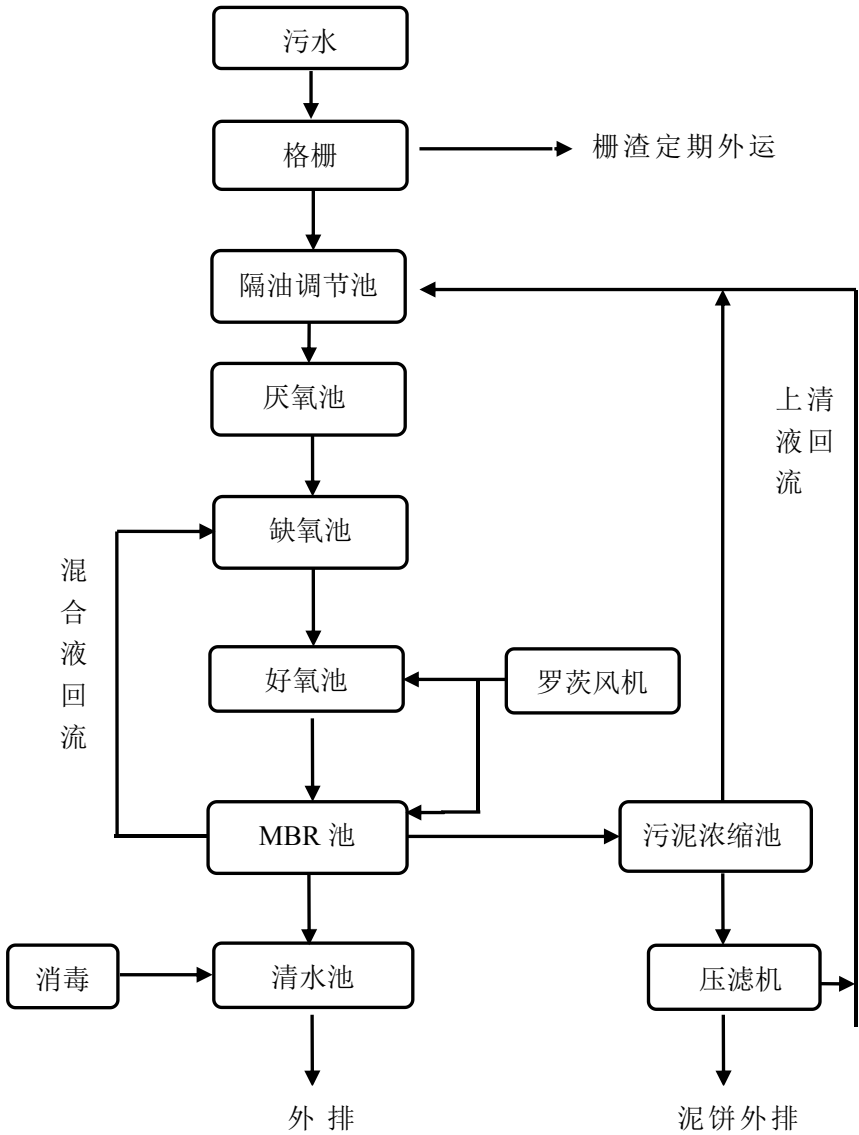 污水
格栅
栅渣定期外运
隔油调节池
厌氧池
上清
液回
流
缺氧池
混
合
液
回
流
好氧池
罗茨风机
MBR 池
污泥浓缩池
消毒
清水池
压滤机
外 排
泥饼外排